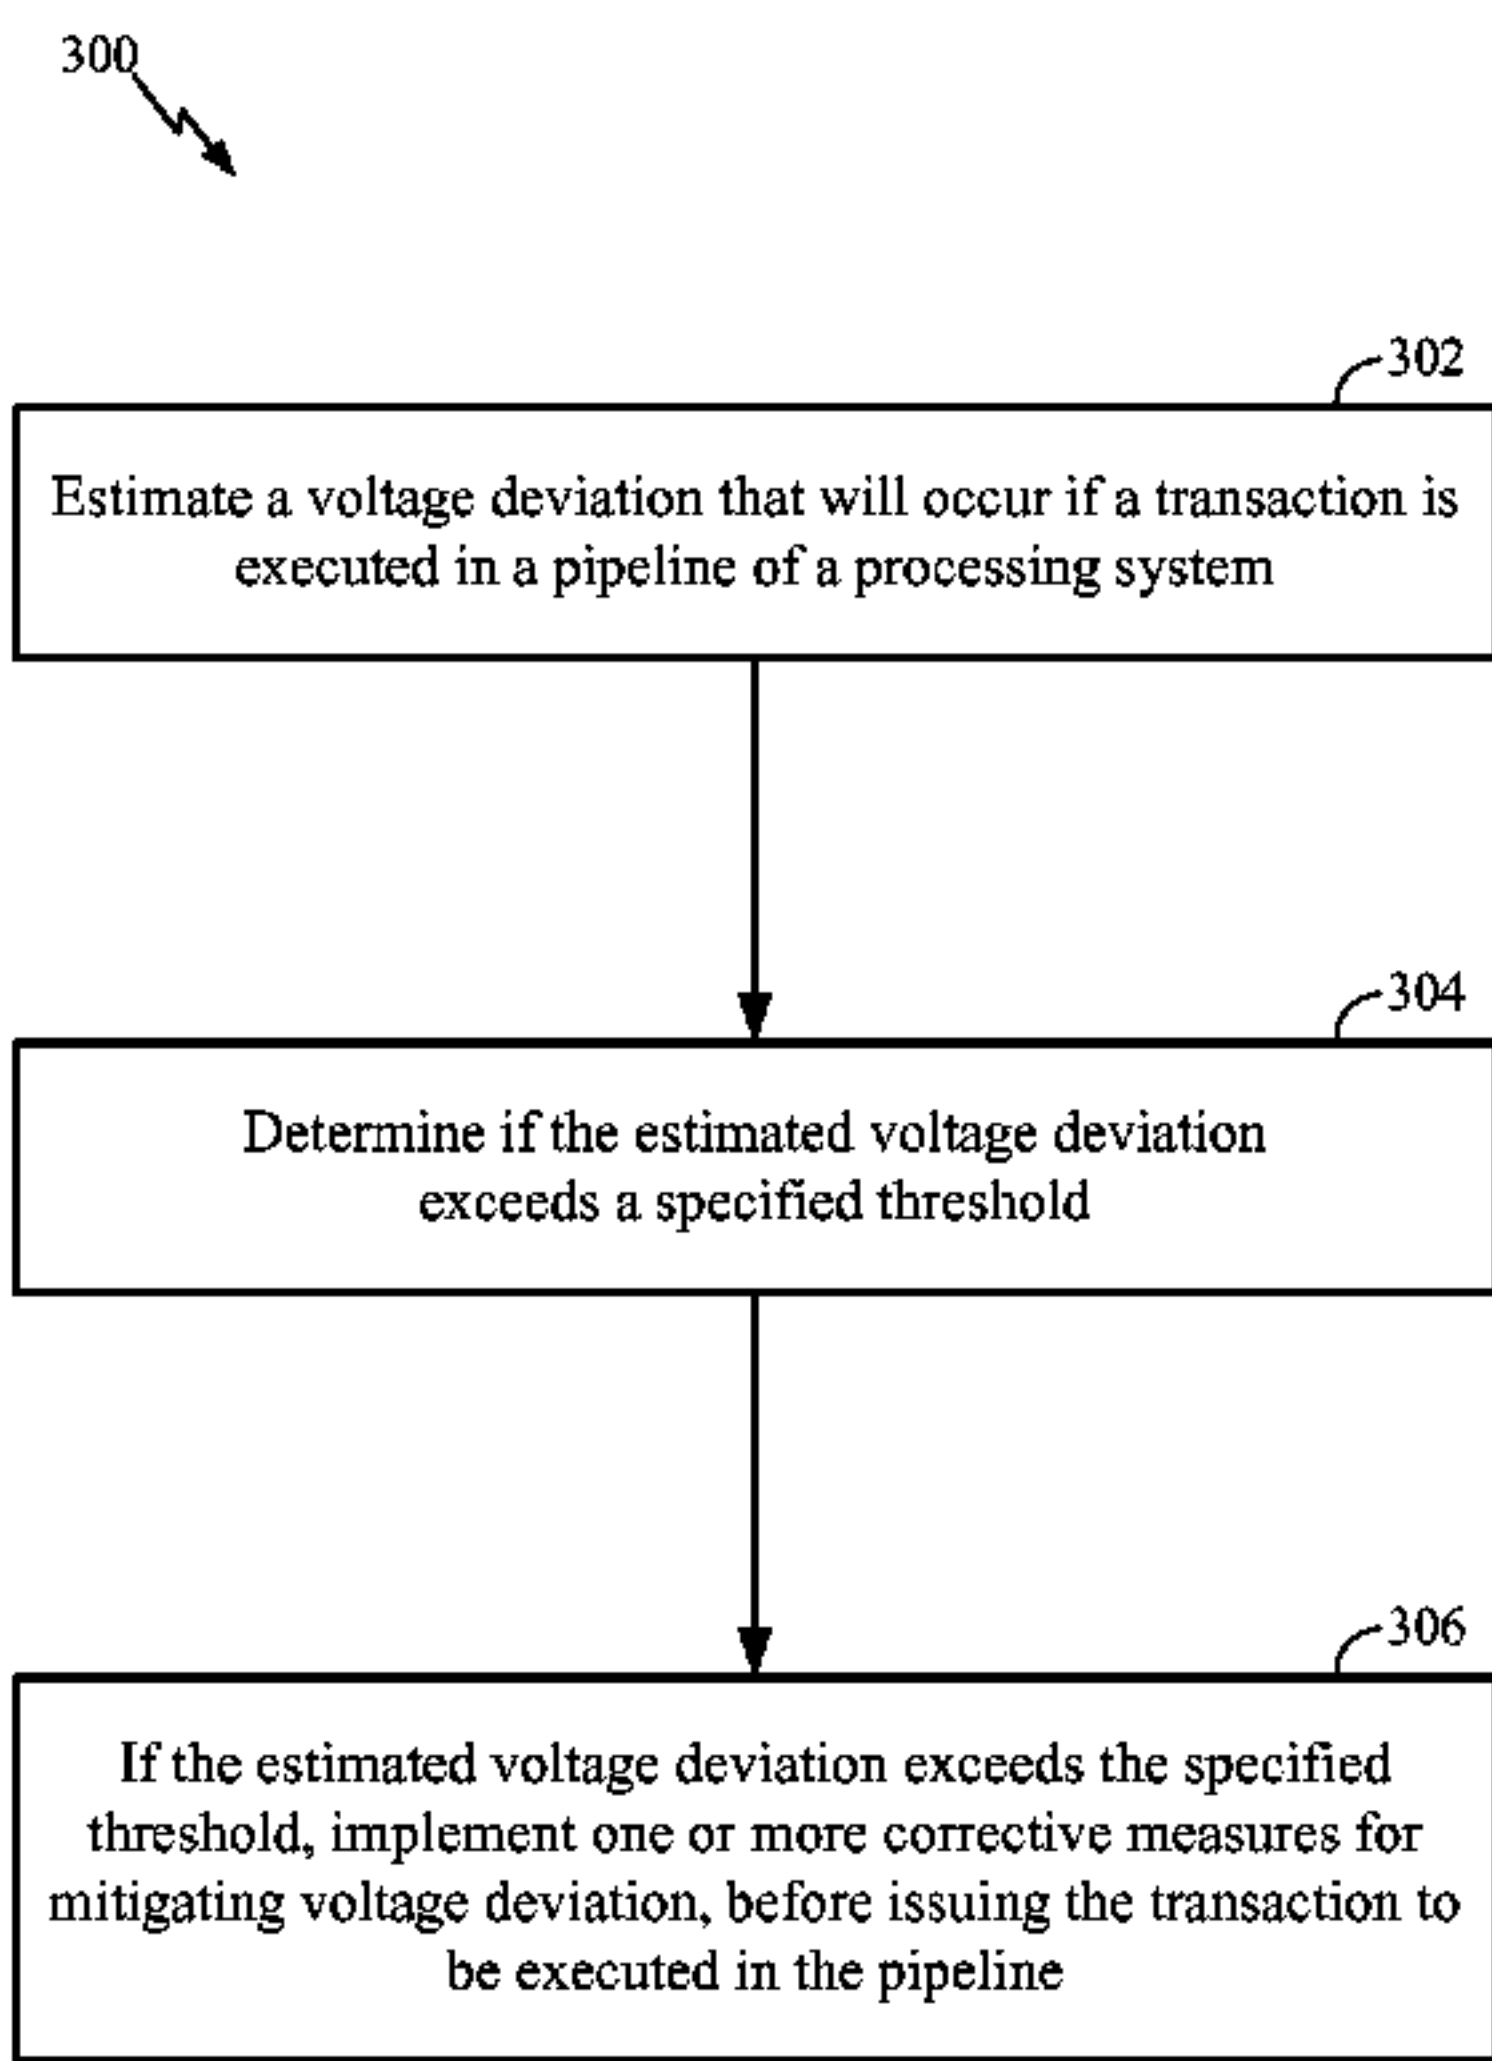 300
302
Estimate a voltage deviation that will occur if a transaction is
executed in a pipeline of a processing system
304
Determine if the estimated voltage deviation
exceeds a specified threshold
306
If the estimated voltage deviation exceeds the specified
threshold, implement one or more corrective measures for
mitigating voltage deviation, before issuing the transaction to
be executed in the pipeline